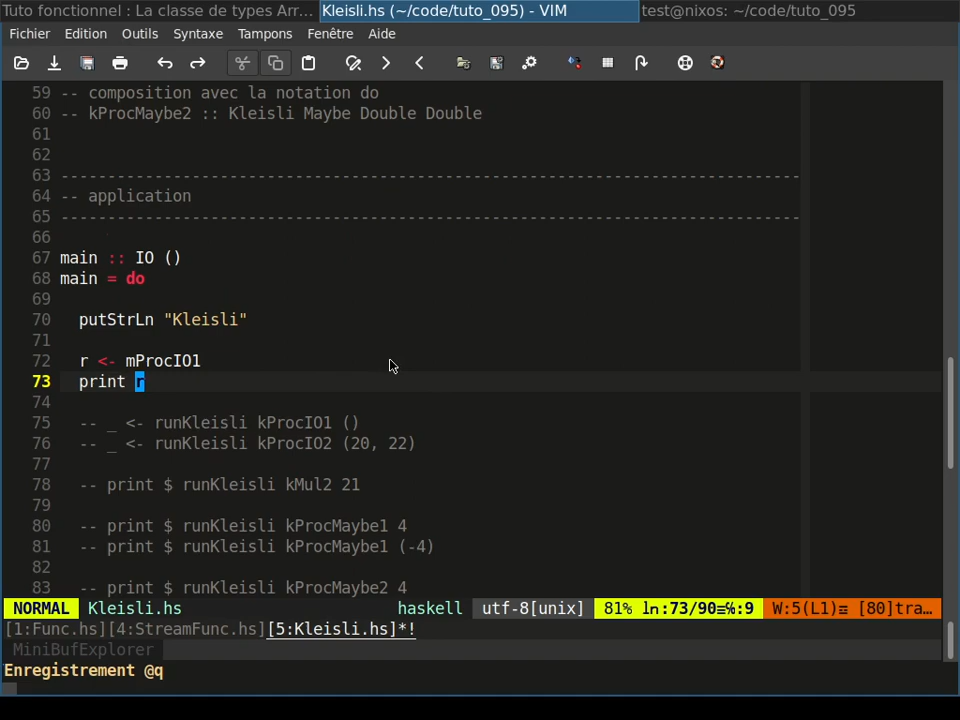 Tuto fonctionnel : La classe de types Arr... Kleisli.hs (~/code/tuto_095) - VIM test@nixos: ~/code/tuto_095
Fichier Edition Outils Syntaxe Tampons Fenêtre Aide
59 -- composition avec la notation do
60 -- kProcMaybe2 :: Kleisli Maybe Double Double
61
62
63 -------------------------------------------------------------------------------
64 -- application
65 -------------------------------------------------------------------------------
66
67 main :: IO ()
68 main = do
69
70   putStrLn "Kleisli"
71
72   r <- mProcIO1
73   print r
74
75   -- _ <- runKleisli kProcIO1 ()
76   -- _ <- runKleisli kProcIO2 (20, 22)
77
78   -- print $ runKleisli kMul2 21
79
80   -- print $ runKleisli kProcMaybe1 4
81   -- print $ runKleisli kProcMaybe1 (-4)
82
83   -- print $ runKleisli kProcMaybe2 4
NORMAL Kleisli.hs haskell utf-8[unix] 81% ln:73/90≡℅:9 W:5(L1)≡ [80]tra...
[1:Func.hs][4:StreamFunc.hs][5:Kleisli.hs]*!
MiniBufExplorer
Enregistrement @q